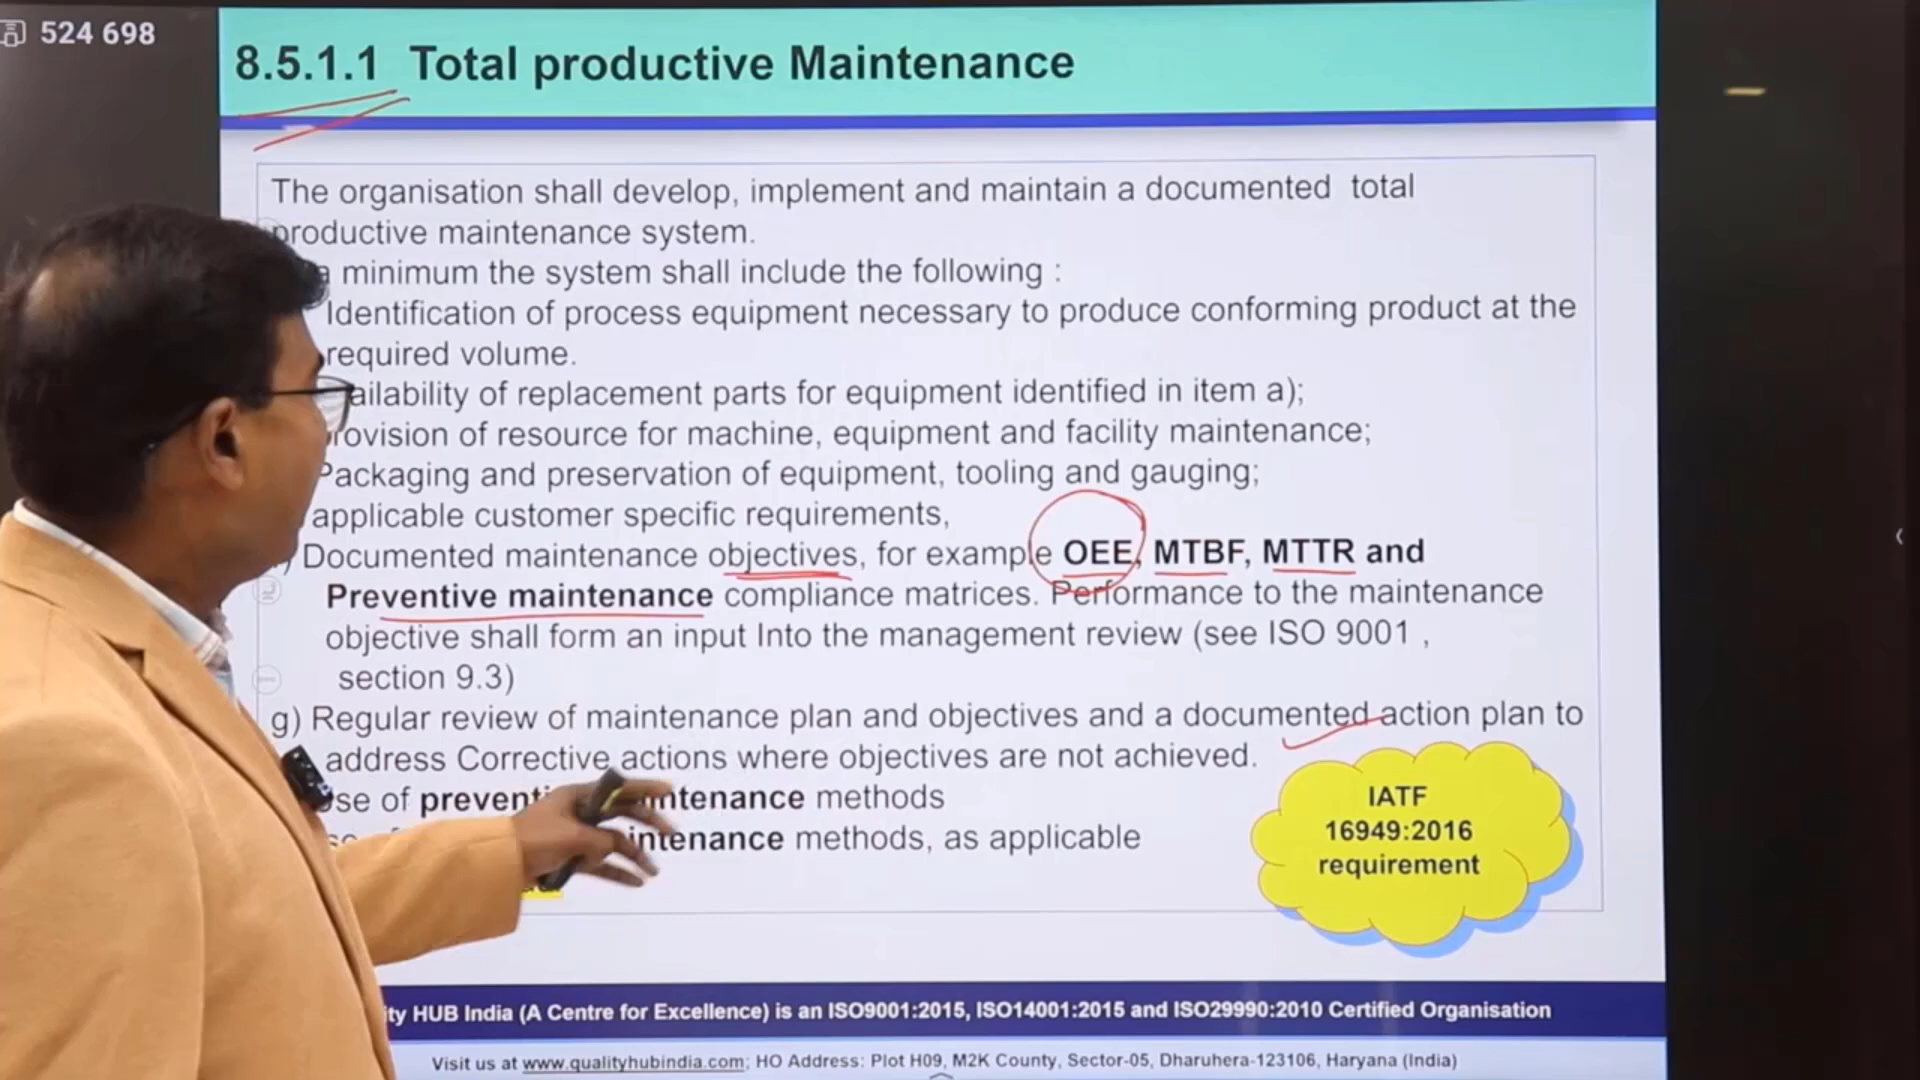 524 698
8.5.1.1 Total productive Maintenance
The organisation shall develop, implement and maintain a documented total
productive maintenance system.
a minimum the system shall include the following :
Identification of process equipment necessary to produce conforming product at the
required volume.
ailability of replacement parts for equipment identified in item a);
rovision of resource for machine, equipment and facility maintenance;
Packaging and preservation of equipment, tooling and gauging;
applicable customer specific requirements,
) Documented maintenance objectives, for example OEE, MTBF, MTTR and
Preventive maintenance compliance matrices. Performance to the maintenance
objective shall form an input Into the management review (see ISO 9001 ,
section 9.3)
g) Regular review of maintenance plan and objectives and a documented action plan to
address Corrective actions where objectives are not achieved.
se of preventi ntenance methods
intenance methods, as applicable
IATF
16949:2016
requirement
ity HUB India (A Centre for Excellence) is an ISO9001:2015, ISO14001:2015 and ISO29990:2010 Certified Organisation
Visit us at www.qualityhubindia.com; HO Address: Plot H09, M2K County, Sector-05, Dharuhera-123106, Haryana (India)